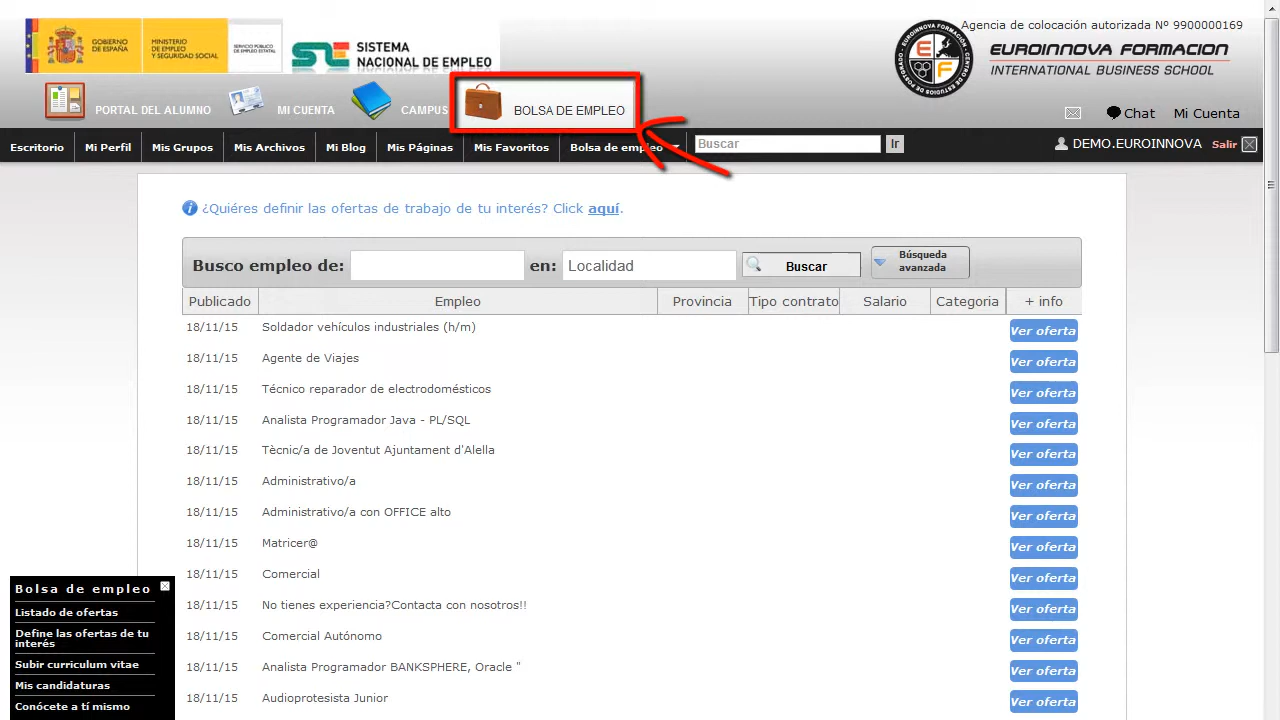 GOBIERNO DE ESPAÑA
MINISTERIO DE EMPLEO Y SEGURIDAD SOCIAL
SERVICIO PÚBLICO DE EMPLEO ESTATAL
SISTEMA NACIONAL DE EMPLEO
Agencia de colocación autorizada Nº 9900000169
EUROINNOVA FORMACION
INTERNATIONAL BUSINESS SCHOOL
EF
PORTAL DEL ALUMNO
MI CUENTA
CAMPUS
BOLSA DE EMPLEO
Chat
Mi Cuenta
Escritorio Mi Perfil Mis Grupos Mis Archivos Mi Blog Mis Páginas Mis Favoritos Bolsa de empleo Buscar Ir DEMO.EUROINNOVA Salir
¿Quiéres definir las ofertas de trabajo de tu interés? Click aquí.
Busco empleo de: en: Localidad Buscar Búsqueda avanzada
Publicado Empleo Provincia Tipo contrato Salario Categoria + info
18/11/15 Soldador vehículos industriales (h/m) Ver oferta
18/11/15 Agente de Viajes Ver oferta
18/11/15 Técnico reparador de electrodomésticos Ver oferta
18/11/15 Analista Programador Java - PL/SQL Ver oferta
18/11/15 Tècnic/a de Joventut Ajuntament d'Alella Ver oferta
18/11/15 Administrativo/a Ver oferta
18/11/15 Administrativo/a con OFFICE alto Ver oferta
18/11/15 Matricer@ Ver oferta
18/11/15 Comercial Ver oferta
18/11/15 No tienes experiencia?Contacta con nosotros!! Ver oferta
18/11/15 Comercial Autónomo Ver oferta
18/11/15 Analista Programador BANKSPHERE, Oracle " Ver oferta
18/11/15 Audioprotesista Junior Ver oferta
Bolsa de empleo
Listado de ofertas
Define las ofertas de tu
interés
Subir curriculum vitae
Mis candidaturas
Conócete a tí mismo